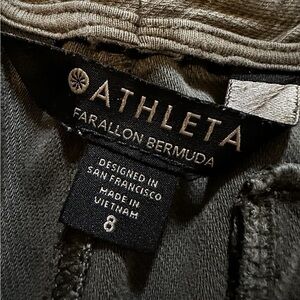 ATHLETA
FARALLON BERMUDA
DESIGNED IN
SAN FRANCISCO
MADE IN
VIETNAM
8